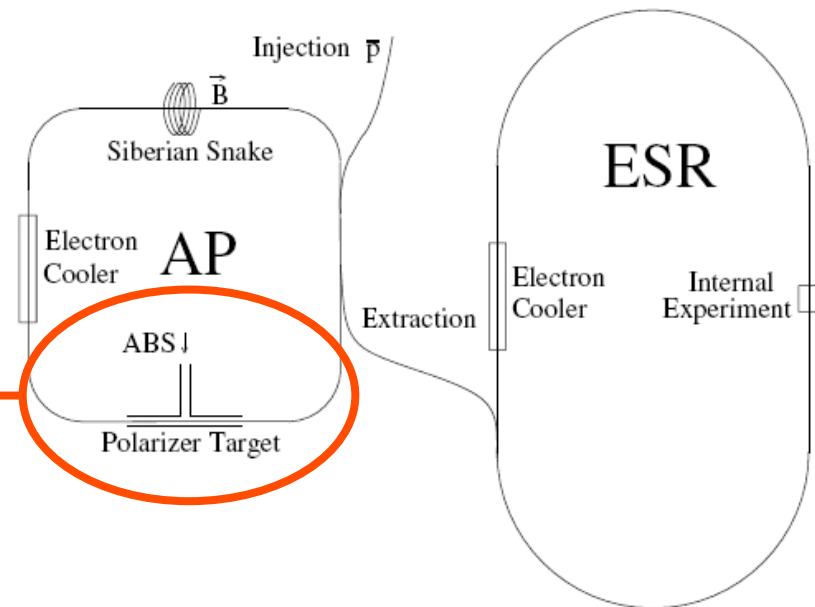 Injection p̄
B⃗
Siberian Snake
ESR
Electron
Cooler
AP
Electron
Cooler
Internal
Experiment
Extraction
ABS↓
Polarizer Target